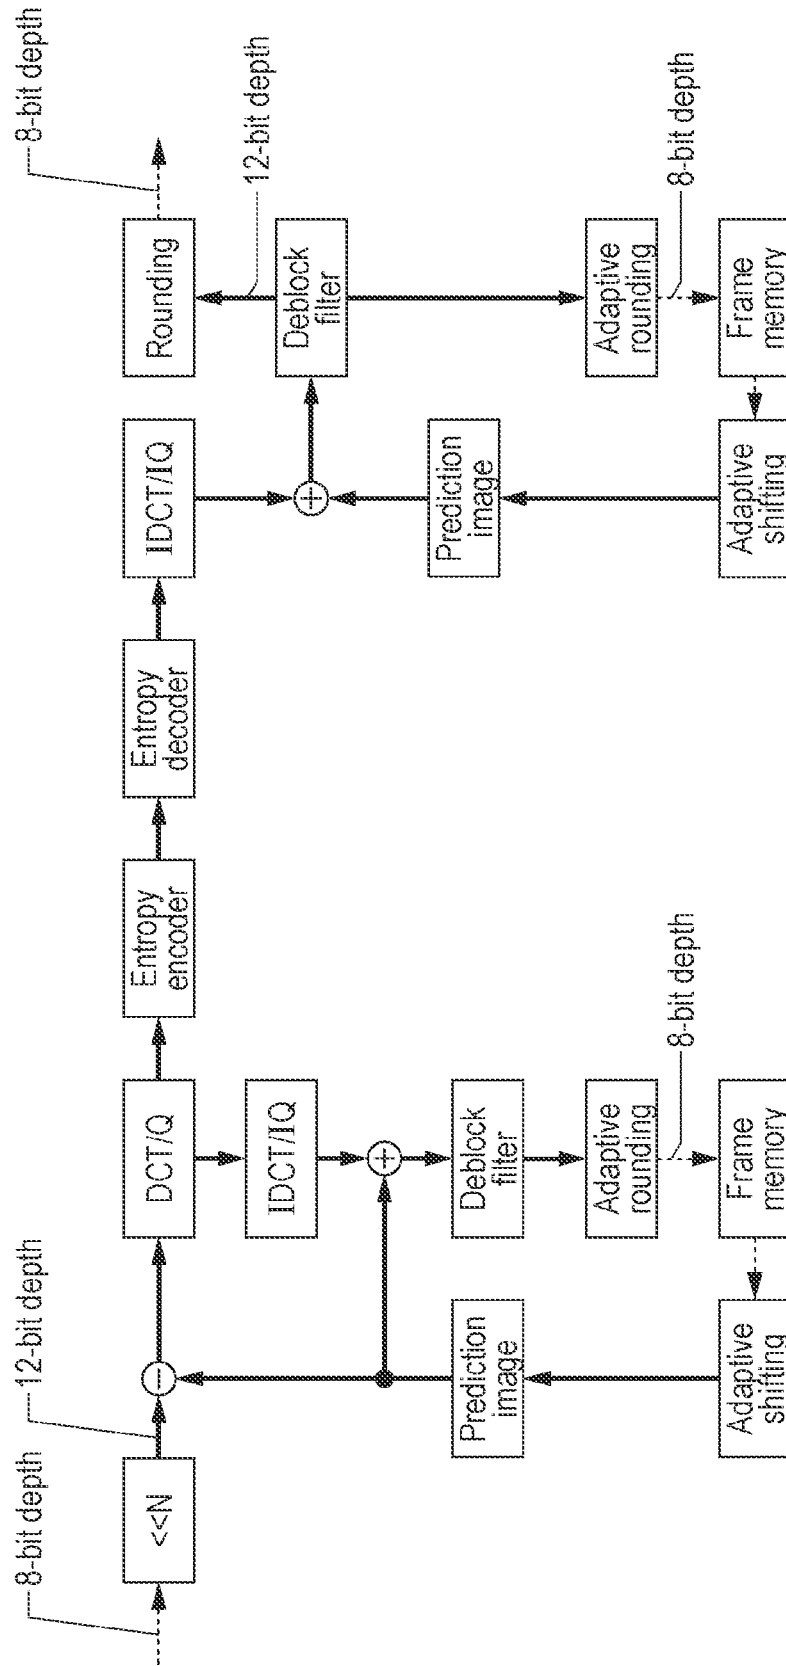 8-bit depth
12-bit depth
<<N
−
DCT/Q
Entropy
encoder
Entropy
decoder
IDCT/IQ
Rounding
8-bit depth
12-bit depth
IDCT/IQ
+
+
Deblock
filter
Prediction
image
Deblock
filter
Prediction
image
Adaptive
rounding
8-bit depth
Adaptive
rounding
8-bit depth
Adaptive
shifting
Frame
memory
Adaptive
shifting
Frame
memory